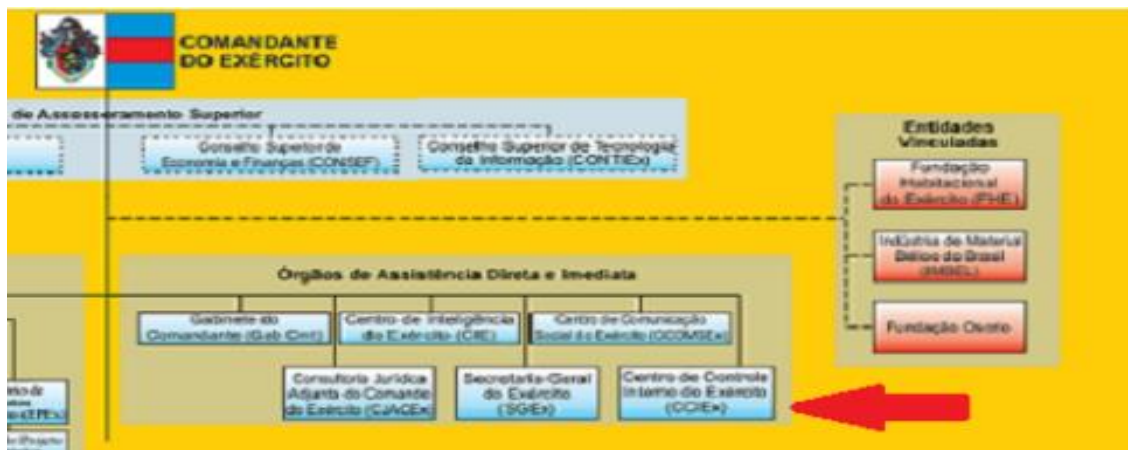 COMANDANTE
DO EXÉRCITO
de Assessoramento Superior
Conselho Superior de
Economia e Finanças (CONSEF)
Conselho Superior de Tecnologia
da Informação (CONTIEx)
Entidades
Vinculadas
Fundação
Habitacional
do Exército (FHE)
Indústria de Material
Bélico do Brasil
(IMBEL)
Fundação Osorio
Órgãos de Assistência Direta e Imediata
Gabinete do
Comandante (Gab Cmt)
Centro de Inteligência
do Exército (CIE)
Centro de Comunicação
Social do Exército (CCOMSEx)
Consultoria Jurídica
Adjunta do Comando
do Exército (CJACEx)
Secretaria-Geral
do Exército
(SGEx)
Centro de Controle
Interno do Exército
(CCIEx)
(EPEx)
Projeto